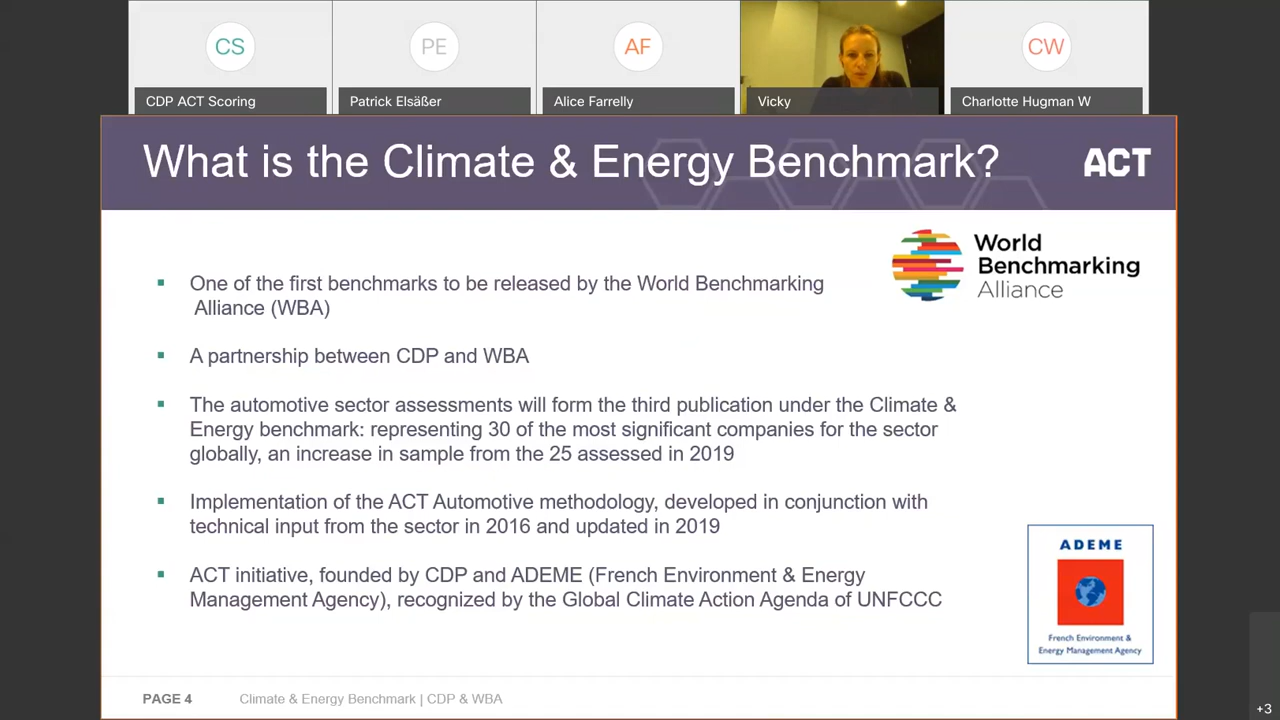 CS
PE
AF
CW
CDP ACT Scoring
Patrick Elsäßer
Alice Farrelly
Vicky
Charlotte Hugman W
What is the Climate & Energy Benchmark?
ACT
World
Benchmarking
Alliance
▪ One of the first benchmarks to be released by the World Benchmarking
Alliance (WBA)
▪ A partnership between CDP and WBA
▪ The automotive sector assessments will form the third publication under the Climate &
Energy benchmark: representing 30 of the most significant companies for the sector
globally, an increase in sample from the 25 assessed in 2019
▪ Implementation of the ACT Automotive methodology, developed in conjunction with
technical input from the sector in 2016 and updated in 2019
▪ ACT initiative, founded by CDP and ADEME (French Environment & Energy
Management Agency), recognized by the Global Climate Action Agenda of UNFCCC
ADEME
French Environment &
Energy Management Agency
PAGE 4
Climate & Energy Benchmark | CDP & WBA
+3